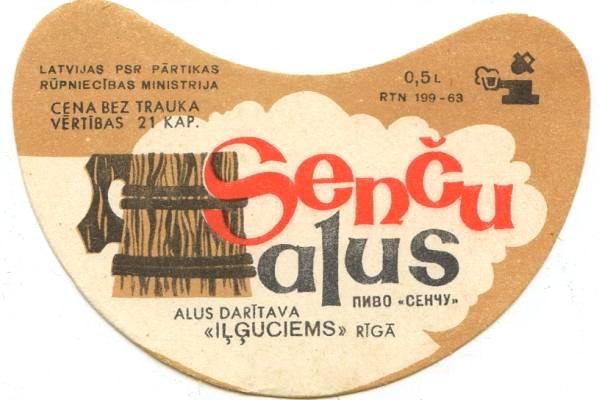 LATVIJAS PSR PĀRTIKAS
RŪPNIECĪBAS MINISTRIJA
CENA BEZ TRAUKA
VĒRTĪBAS 21 KAP.
0,5 L
RTN 199-63
Senču
alus
ПИВО «СЕНЧУ»
ALUS DARĪTAVA
«IĻĢUCIEMS» RĪGĀ